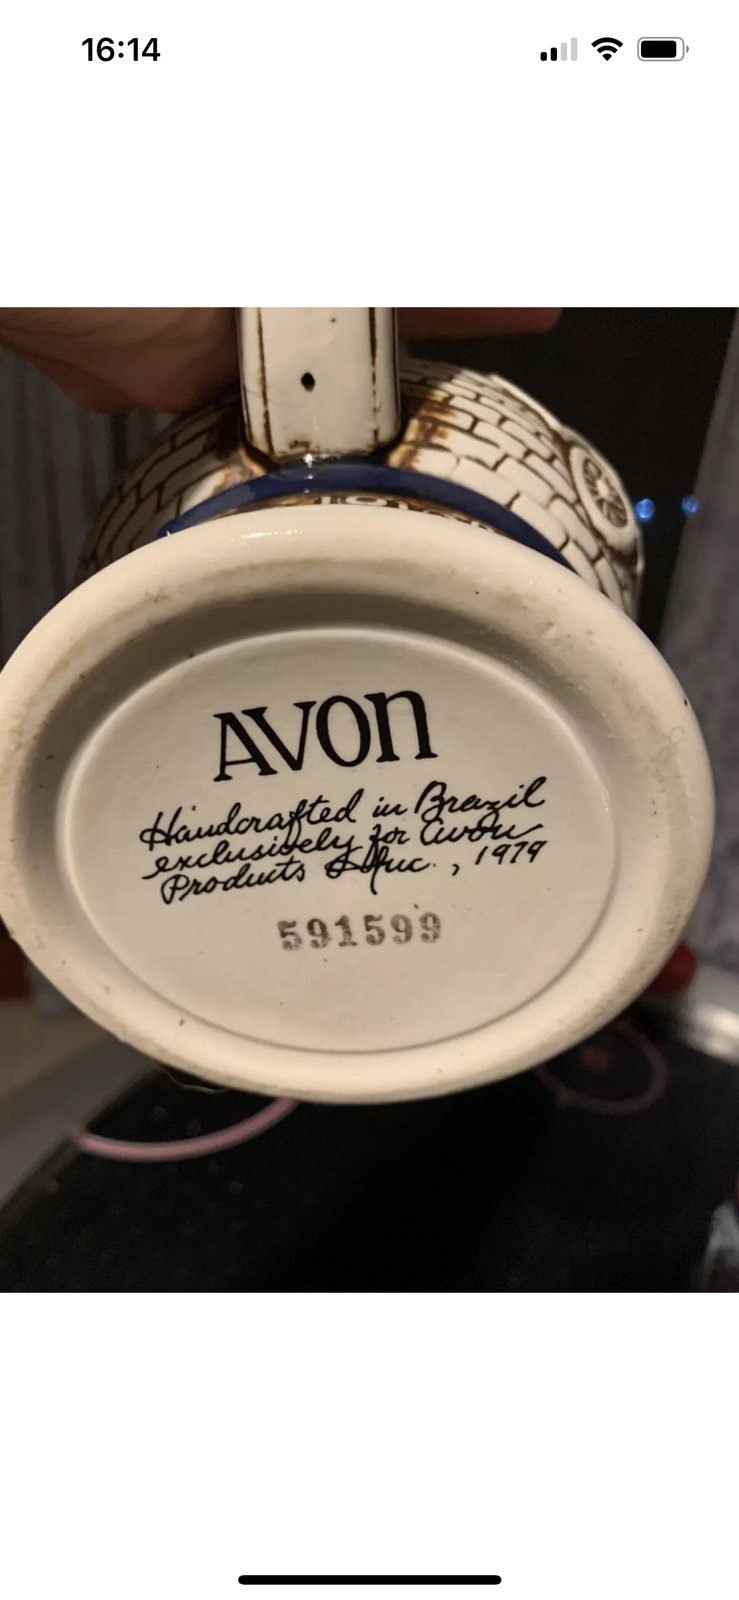 16:14
AVON
Handcrafted in Brazil
exclusively for Avon
Products Inc., 1979
591599